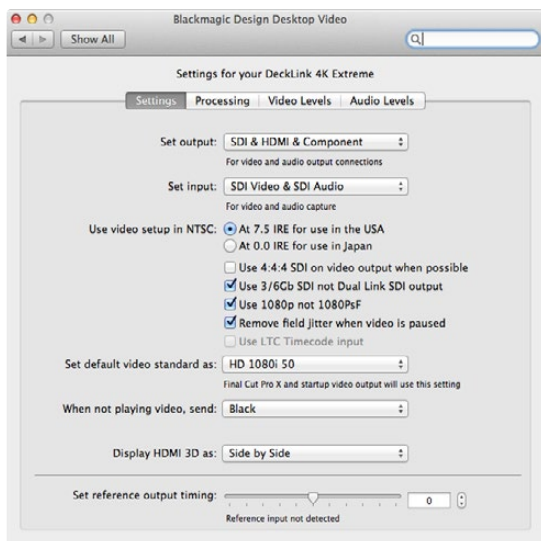 Blackmagic Design Desktop Video
Show All
Settings for your DeckLink 4K Extreme
Settings Processing Video Levels Audio Levels
Set output: SDI & HDMI & Component
For video and audio output connections
Set input: SDI Video & SDI Audio
For video and audio capture
Use video setup in NTSC: At 7.5 IRE for use in the USA
At 0.0 IRE for use in Japan
Use 4:4:4 SDI on video output when possible
Use 3/6Gb SDI not Dual Link SDI output
Use 1080p not 1080PsF
Remove field jitter when video is paused
Use LTC Timecode input
Set default video standard as: HD 1080i 50
Final Cut Pro X and startup video output will use this setting
When not playing video, send: Black
Display HDMI 3D as: Side by Side
Set reference output timing: 0
Reference input not detected